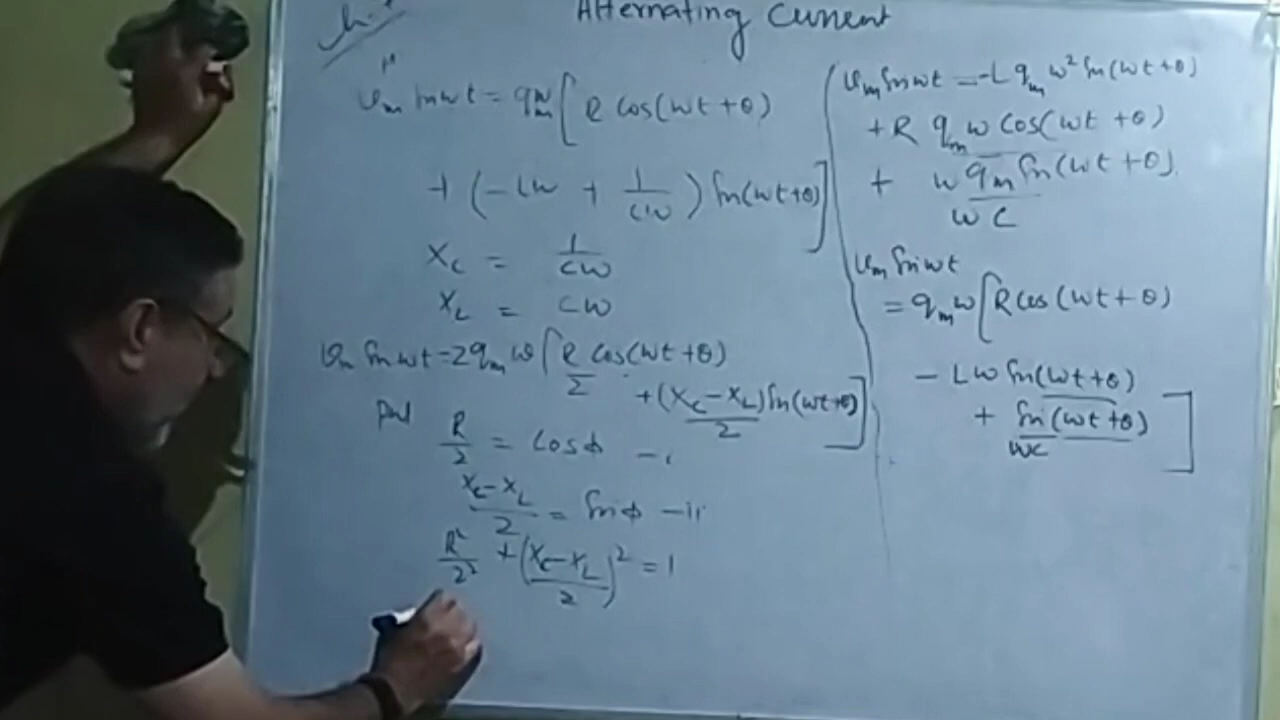 Alternating Current
vm sin ωt = qm ω [ R cos(ωt + θ)
+ (-Lω + 1/Cω) sin(ωt+θ) ]
Xc = 1/Cω
XL = Cω
vm sin ωt = Z qm ω [ R/Z cos(ωt + θ)
+ (Xc - XL)/Z sin(ωt+θ) ]
Put R/Z = cos ϕ - i
(Xc - XL)/Z = sin ϕ - ii
R²/Z² + ((Xc - XL)/Z)² = 1
vm sin ωt = -L qm ω² sin(ωt + θ)
+ R qm ω cos(ωt + θ)
+ ω qm sin(ωt + θ)
ωC
vm sin ωt
= qm ω [ R cos(ωt + θ)
- Lω sin(ωt + θ)
+ sin(ωt + θ) ]
ωC